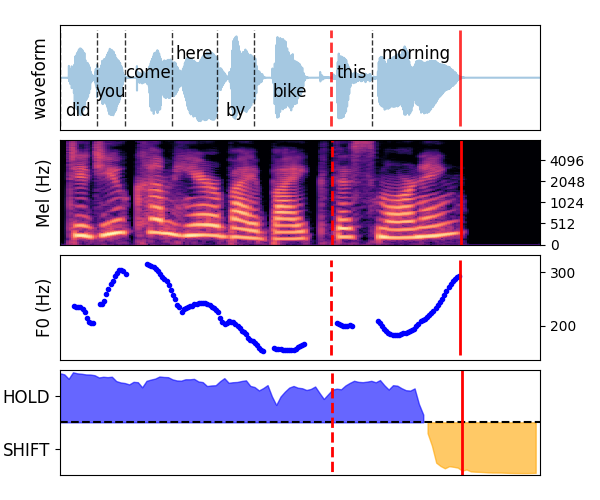 waveform
did
you
come
here
by
bike
this
morning
Mel (Hz)
4096
2048
1024
512
0
F0 (Hz)
300
200
HOLD
SHIFT